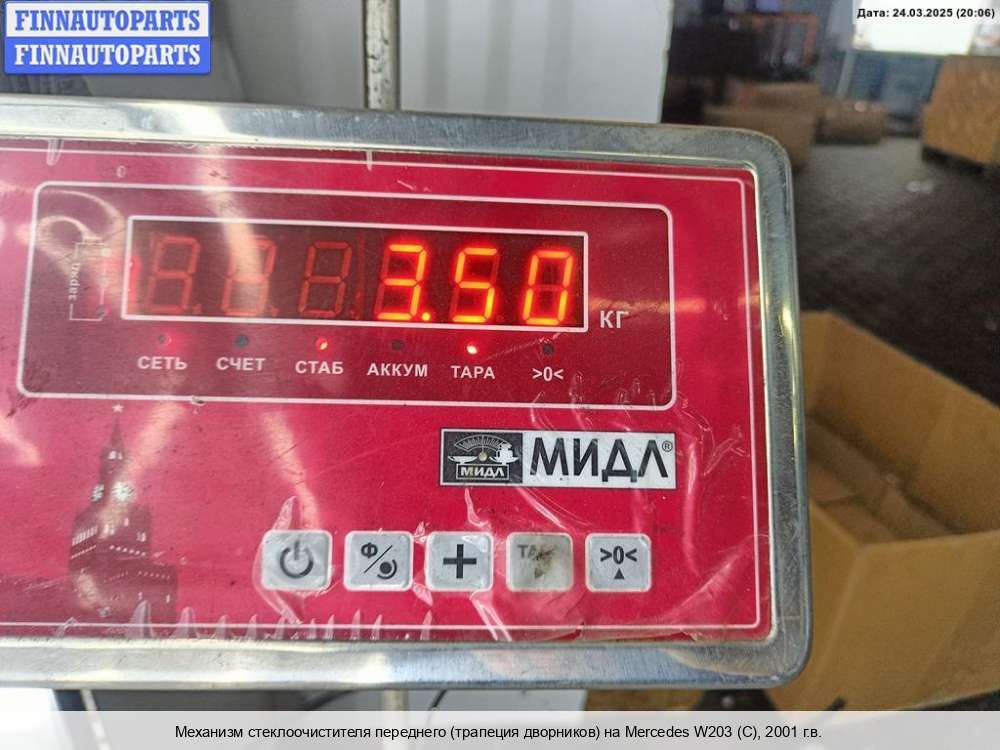 FINNAUTOPARTS
FINNAUTOPARTS
Дата: 24.03.2025 (20:06)
3.50
заряд
КГ
СЕТЬ СЧЕТ СТАБ АККУМ ТАРА >0<
МИДЛ МИДЛ®
Ф >0<
Механизм стеклоочистителя переднего (трапеция дворников) на Mercedes W203 (C), 2001 г.в.